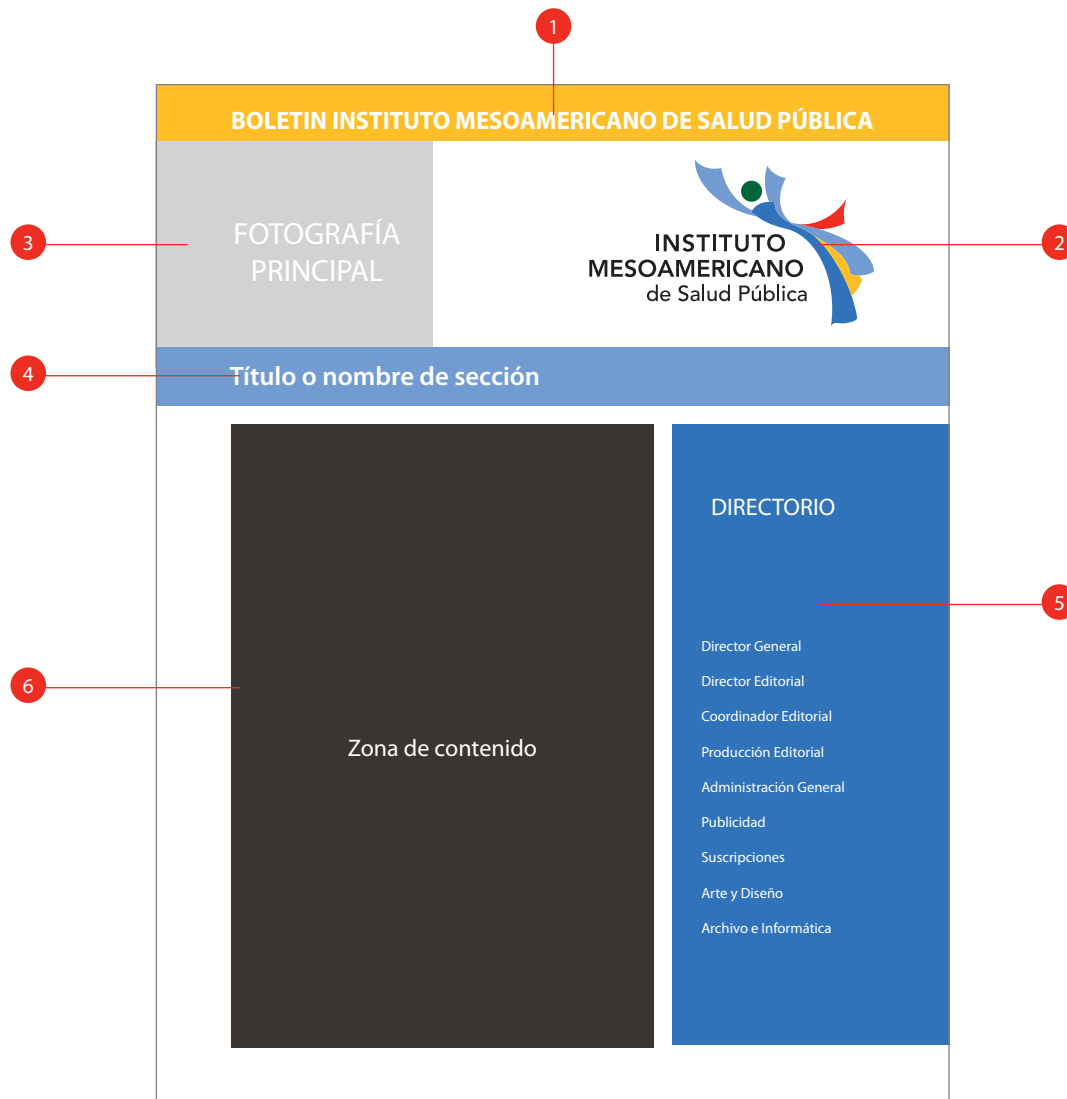 1
BOLETIN INSTITUTO MESOAMERICANO DE SALUD PÚBLICA
3
FOTOGRAFÍA
PRINCIPAL
INSTITUTO
MESOAMERICANO
de Salud Pública
2
4
Título o nombre de sección
DIRECTORIO
5
Director General
Director Editorial
Coordinador Editorial
Producción Editorial
Administración General
Publicidad
Suscripciones
Arte y Diseño
Archivo e Informática
6
Zona de contenido